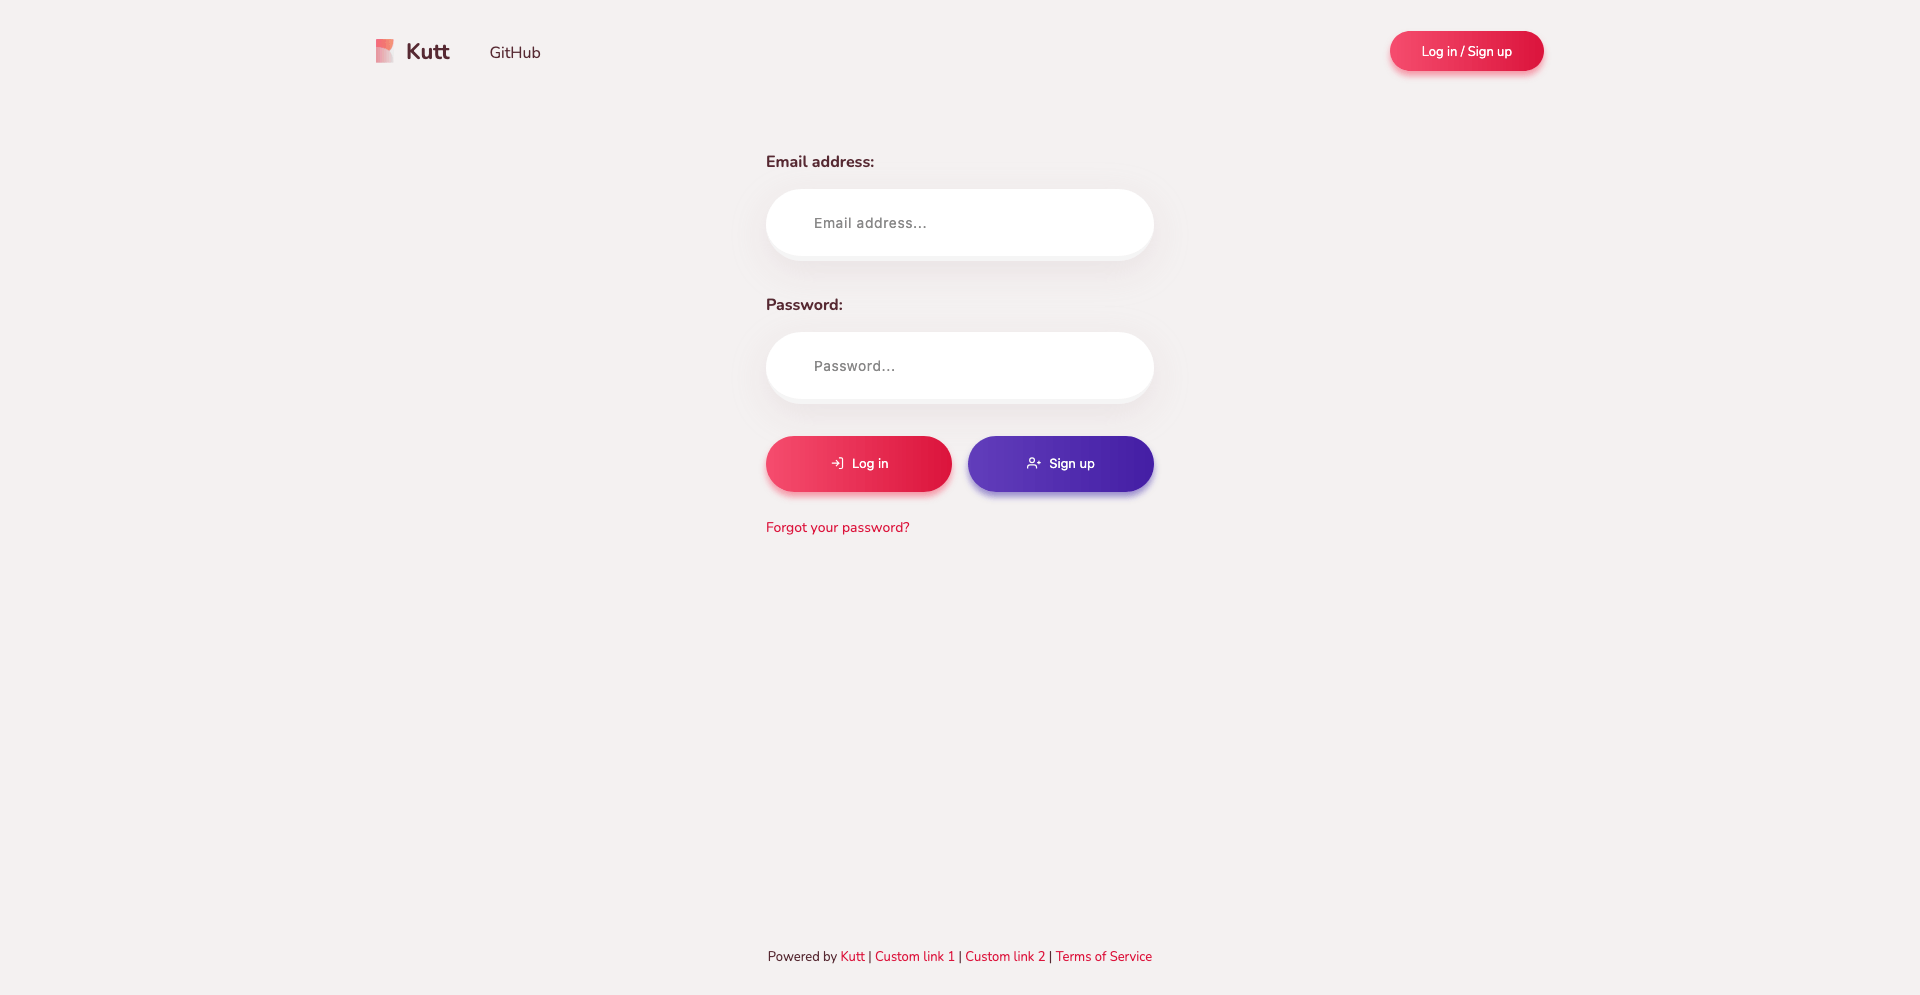 Kutt GitHub Log in / Sign up
Email address:
Email address...
Password:
Password...
Log in Sign up
Forgot your password?
Powered by Kutt | Custom link 1 | Custom link 2 | Terms of Service